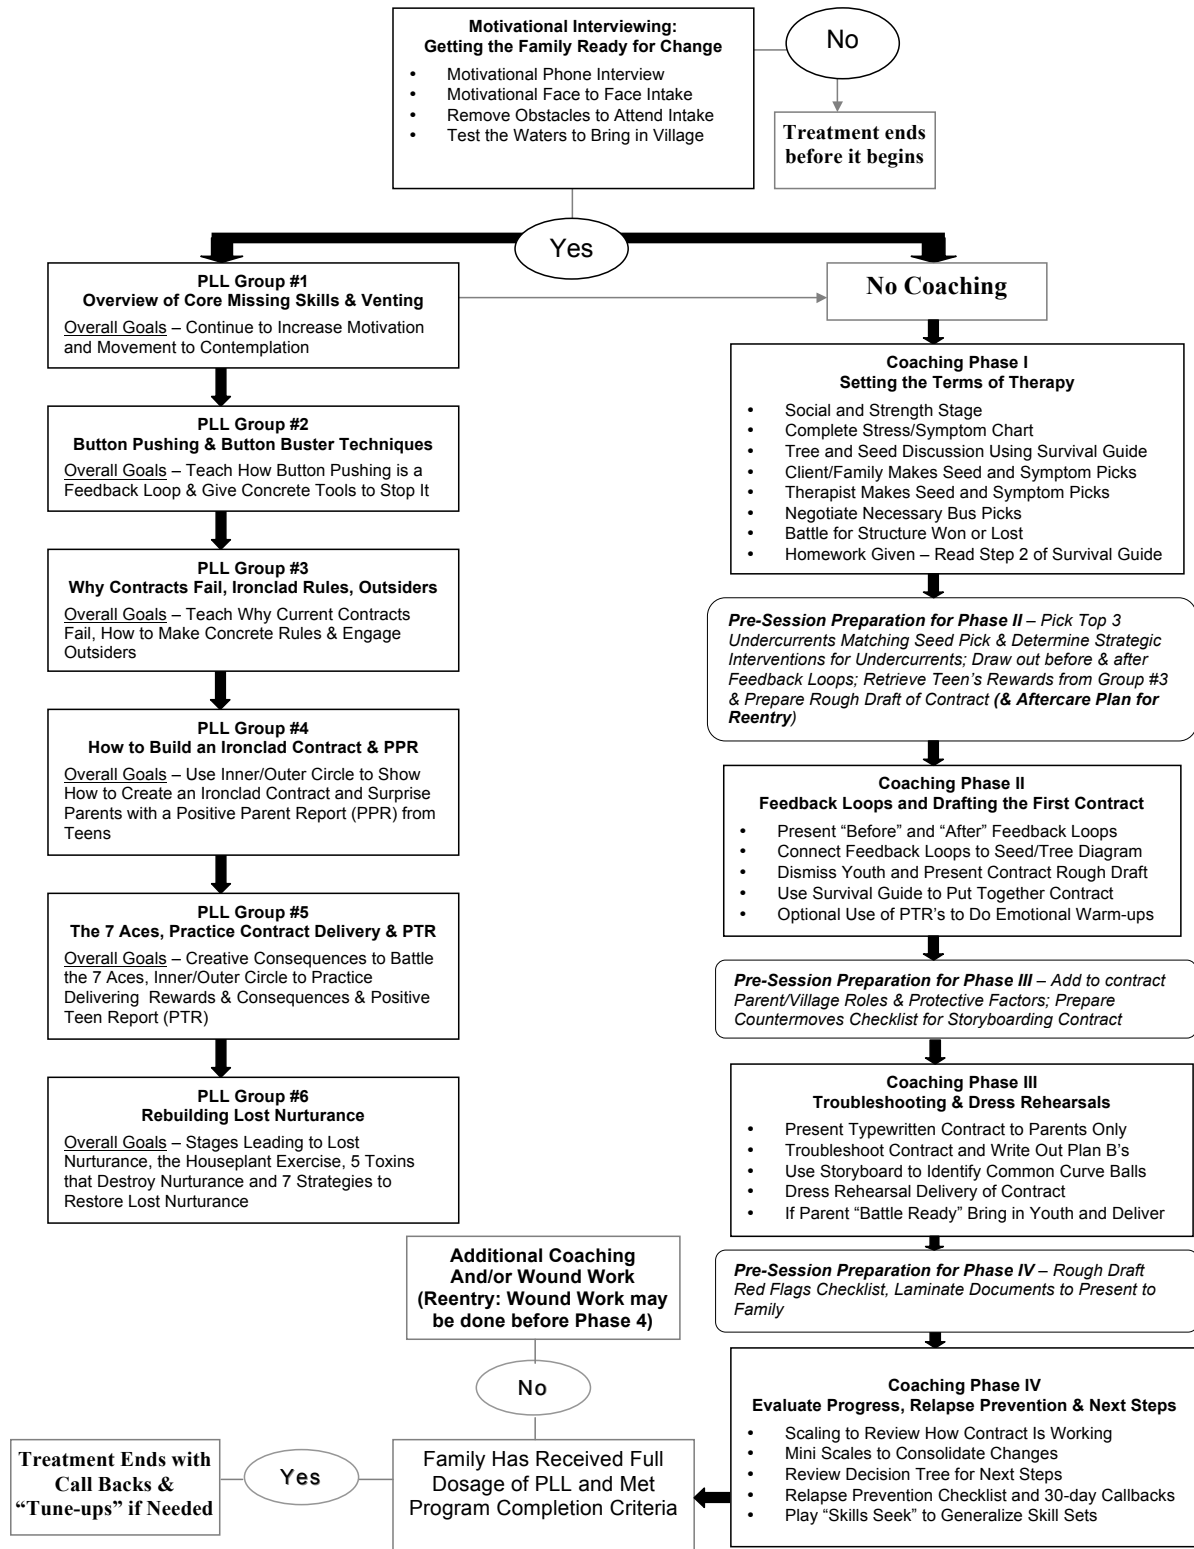 Motivational Interviewing:
Getting the Family Ready for Change
• Motivational Phone Interview
• Motivational Face to Face Intake
• Remove Obstacles to Attend Intake
• Test the Waters to Bring in Village
No
Treatment ends
before it begins
Yes
PLL Group #1
Overview of Core Missing Skills & Venting
Overall Goals – Continue to Increase Motivation
and Movement to Contemplation
PLL Group #2
Button Pushing & Button Buster Techniques
Overall Goals – Teach How Button Pushing is a
Feedback Loop & Give Concrete Tools to Stop It
PLL Group #3
Why Contracts Fail, Ironclad Rules, Outsiders
Overall Goals – Teach Why Current Contracts
Fail, How to Make Concrete Rules & Engage
Outsiders
PLL Group #4
How to Build an Ironclad Contract & PPR
Overall Goals – Use Inner/Outer Circle to Show
How to Create an Ironclad Contract and Surprise
Parents with a Positive Parent Report (PPR) from
Teens
PLL Group #5
The 7 Aces, Practice Contract Delivery & PTR
Overall Goals – Creative Consequences to Battle
the 7 Aces, Inner/Outer Circle to Practice
Delivering Rewards & Consequences & Positive
Teen Report (PTR)
PLL Group #6
Rebuilding Lost Nurturance
Overall Goals – Stages Leading to Lost
Nurturance, the Houseplant Exercise, 5 Toxins
that Destroy Nurturance and 7 Strategies to
Restore Lost Nurturance
No Coaching
Coaching Phase I
Setting the Terms of Therapy
• Social and Strength Stage
• Complete Stress/Symptom Chart
• Tree and Seed Discussion Using Survival Guide
• Client/Family Makes Seed and Symptom Picks
• Therapist Makes Seed and Symptom Picks
• Negotiate Necessary Bus Picks
• Battle for Structure Won or Lost
• Homework Given – Read Step 2 of Survival Guide
Pre-Session Preparation for Phase II – Pick Top 3
Undercurrents Matching Seed Pick & Determine Strategic
Interventions for Undercurrents; Draw out before & after
Feedback Loops; Retrieve Teen's Rewards from Group #3
& Prepare Rough Draft of Contract (& Aftercare Plan for
Reentry)
Coaching Phase II
Feedback Loops and Drafting the First Contract
• Present “Before” and “After” Feedback Loops
• Connect Feedback Loops to Seed/Tree Diagram
• Dismiss Youth and Present Contract Rough Draft
• Use Survival Guide to Put Together Contract
• Optional Use of PTR's to Do Emotional Warm-ups
Pre-Session Preparation for Phase III – Add to contract
Parent/Village Roles & Protective Factors; Prepare
Countermoves Checklist for Storyboarding Contract
Coaching Phase III
Troubleshooting & Dress Rehearsals
• Present Typewritten Contract to Parents Only
• Troubleshoot Contract and Write Out Plan B's
• Use Storyboard to Identify Common Curve Balls
• Dress Rehearsal Delivery of Contract
• If Parent “Battle Ready” Bring in Youth and Deliver
Pre-Session Preparation for Phase IV – Rough Draft
Red Flags Checklist, Laminate Documents to Present to
Family
Coaching Phase IV
Evaluate Progress, Relapse Prevention & Next Steps
• Scaling to Review How Contract Is Working
• Mini Scales to Consolidate Changes
• Review Decision Tree for Next Steps
• Relapse Prevention Checklist and 30-day Callbacks
• Play “Skills Seek” to Generalize Skill Sets
Additional Coaching
And/or Wound Work
(Reentry: Wound Work may
be done before Phase 4)
No
Family Has Received Full
Dosage of PLL and Met
Program Completion Criteria
Yes
Treatment Ends with
Call Backs &
“Tune-ups” if Needed